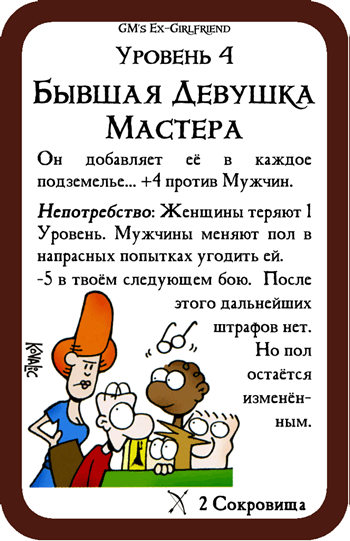 GM's Ex-Girlfriend
Уровень 4
Бывшая Девушка
Мастера
Он добавляет её в каждое
подземелье... +4 против Мужчин.
Непотребство: Женщины теряют 1
Уровень. Мужчины меняют пол в
напрасных попытках угодить ей.
-5 в твоём следующем бою. После
этого дальнейших
штрафов нет.
Но пол
остаётся
изменён-
ным.
Kovalic
2 Сокровища